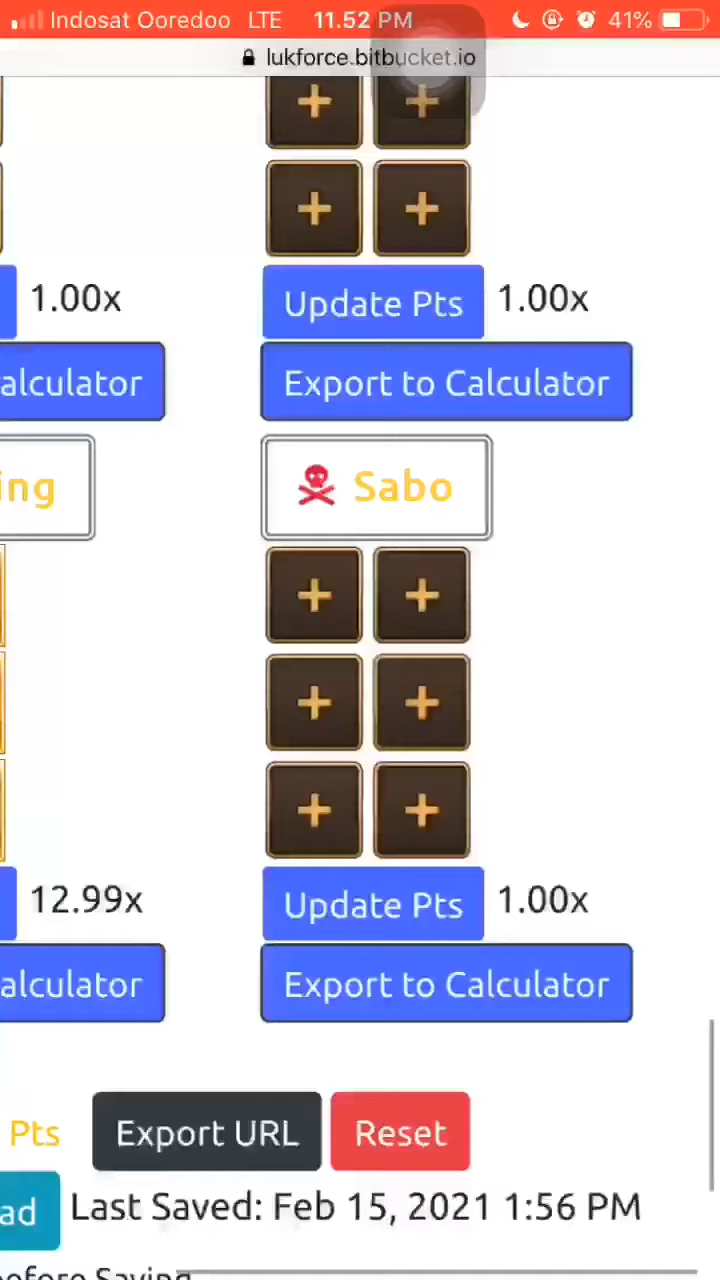 Indosat Ooredoo LTE 11.52 PM 41%
lukforce.bitbucket.io
+ +
+ +
1.00x Update Pts 1.00x
alculator Export to Calculator
ing Sabo
+ +
+ +
+ +
12.99x Update Pts 1.00x
alculator Export to Calculator
Pts Export URL Reset
ad Last Saved: Feb 15, 2021 1:56 PM
efore Saving